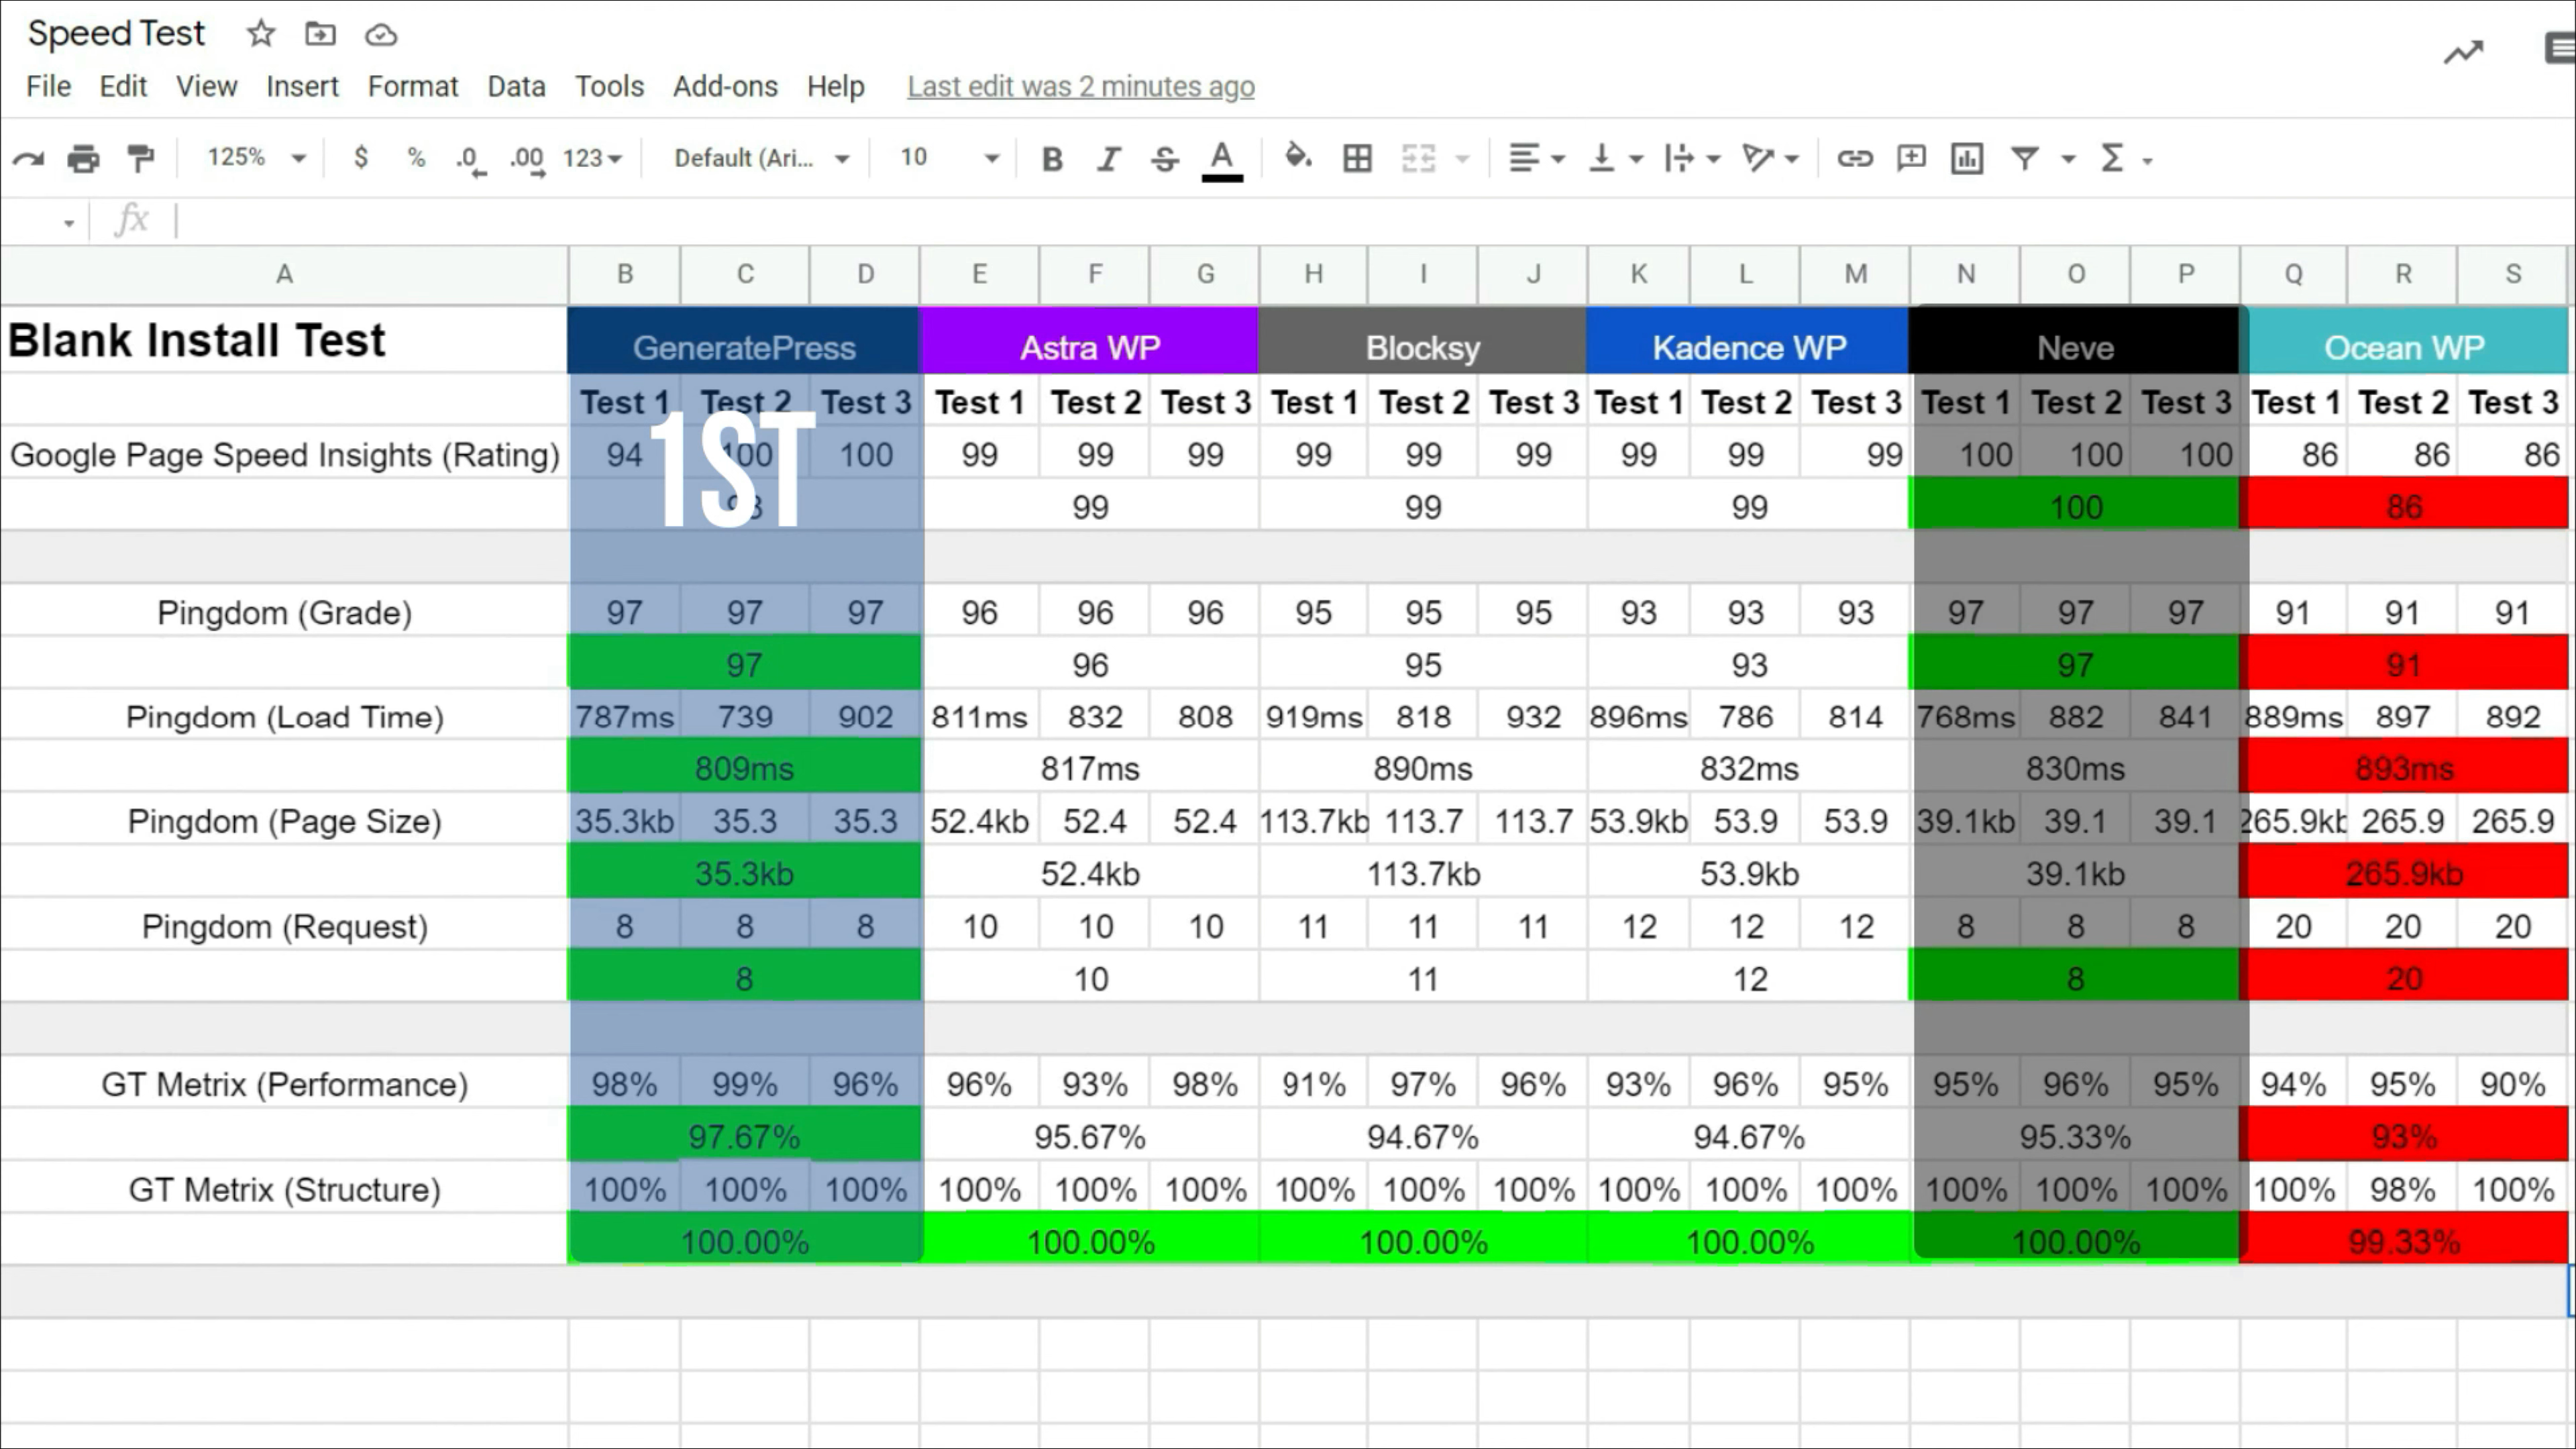 Speed Test
File Edit View Insert Format Data Tools Add-ons Help Last edit was 2 minutes ago
125% $ % .0 .00 123 Default (Ari... 10 B I S A Σ
fx
A B C D E F G H I J K L M N O P Q R S
Blank Install Test GeneratePress Astra WP Blocksy Kadence WP Neve Ocean WP
Test 1 Test 2 Test 3 Test 1 Test 2 Test 3 Test 1 Test 2 Test 3 Test 1 Test 2 Test 3 Test 1 Test 2 Test 3 Test 1 Test 2 Test 3
1ST
Google Page Speed Insights (Rating) 94 100 100 99 99 99 99 99 99 99 99 99 100 100 100 86 86 86
98 99 99 99 100 86
Pingdom (Grade) 97 97 97 96 96 96 95 95 95 93 93 93 97 97 97 91 91 91
97 96 95 93 97 91
Pingdom (Load Time) 787ms 739 902 811ms 832 808 919ms 818 932 896ms 786 814 768ms 882 841 889ms 897 892
809ms 817ms 890ms 832ms 830ms 893ms
Pingdom (Page Size) 35.3kb 35.3 35.3 52.4kb 52.4 52.4 113.7kb 113.7 113.7 53.9kb 53.9 53.9 39.1kb 39.1 39.1 265.9kb 265.9 265.9
35.3kb 52.4kb 113.7kb 53.9kb 39.1kb 265.9kb
Pingdom (Request) 8 8 8 10 10 10 11 11 11 12 12 12 8 8 8 20 20 20
8 10 11 12 8 20
GT Metrix (Performance) 98% 99% 96% 96% 93% 98% 91% 97% 96% 93% 96% 95% 95% 96% 95% 94% 95% 90%
97.67% 95.67% 94.67% 94.67% 95.33% 93%
GT Metrix (Structure) 100% 100% 100% 100% 100% 100% 100% 100% 100% 100% 100% 100% 100% 100% 100% 100% 98% 100%
100.00% 100.00% 100.00% 100.00% 100.00% 99.33%